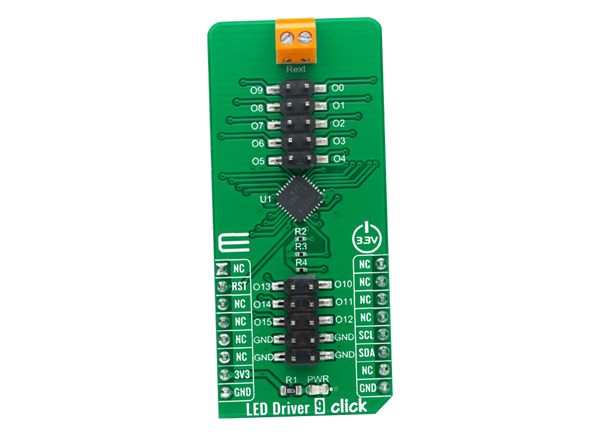 Rext
O9 O0
O8 O1
O7 O2
O6 O3
O5 O4
U1
R2
R3
R4
3.3V
NC NC
RST O13 O10 NC
NC O14 O11 NC
NC O15 O12 NC
NC GND GND SCL
NC GND GND SDA
3V3 NC
GND R1 PWR GND
LED Driver 9 click